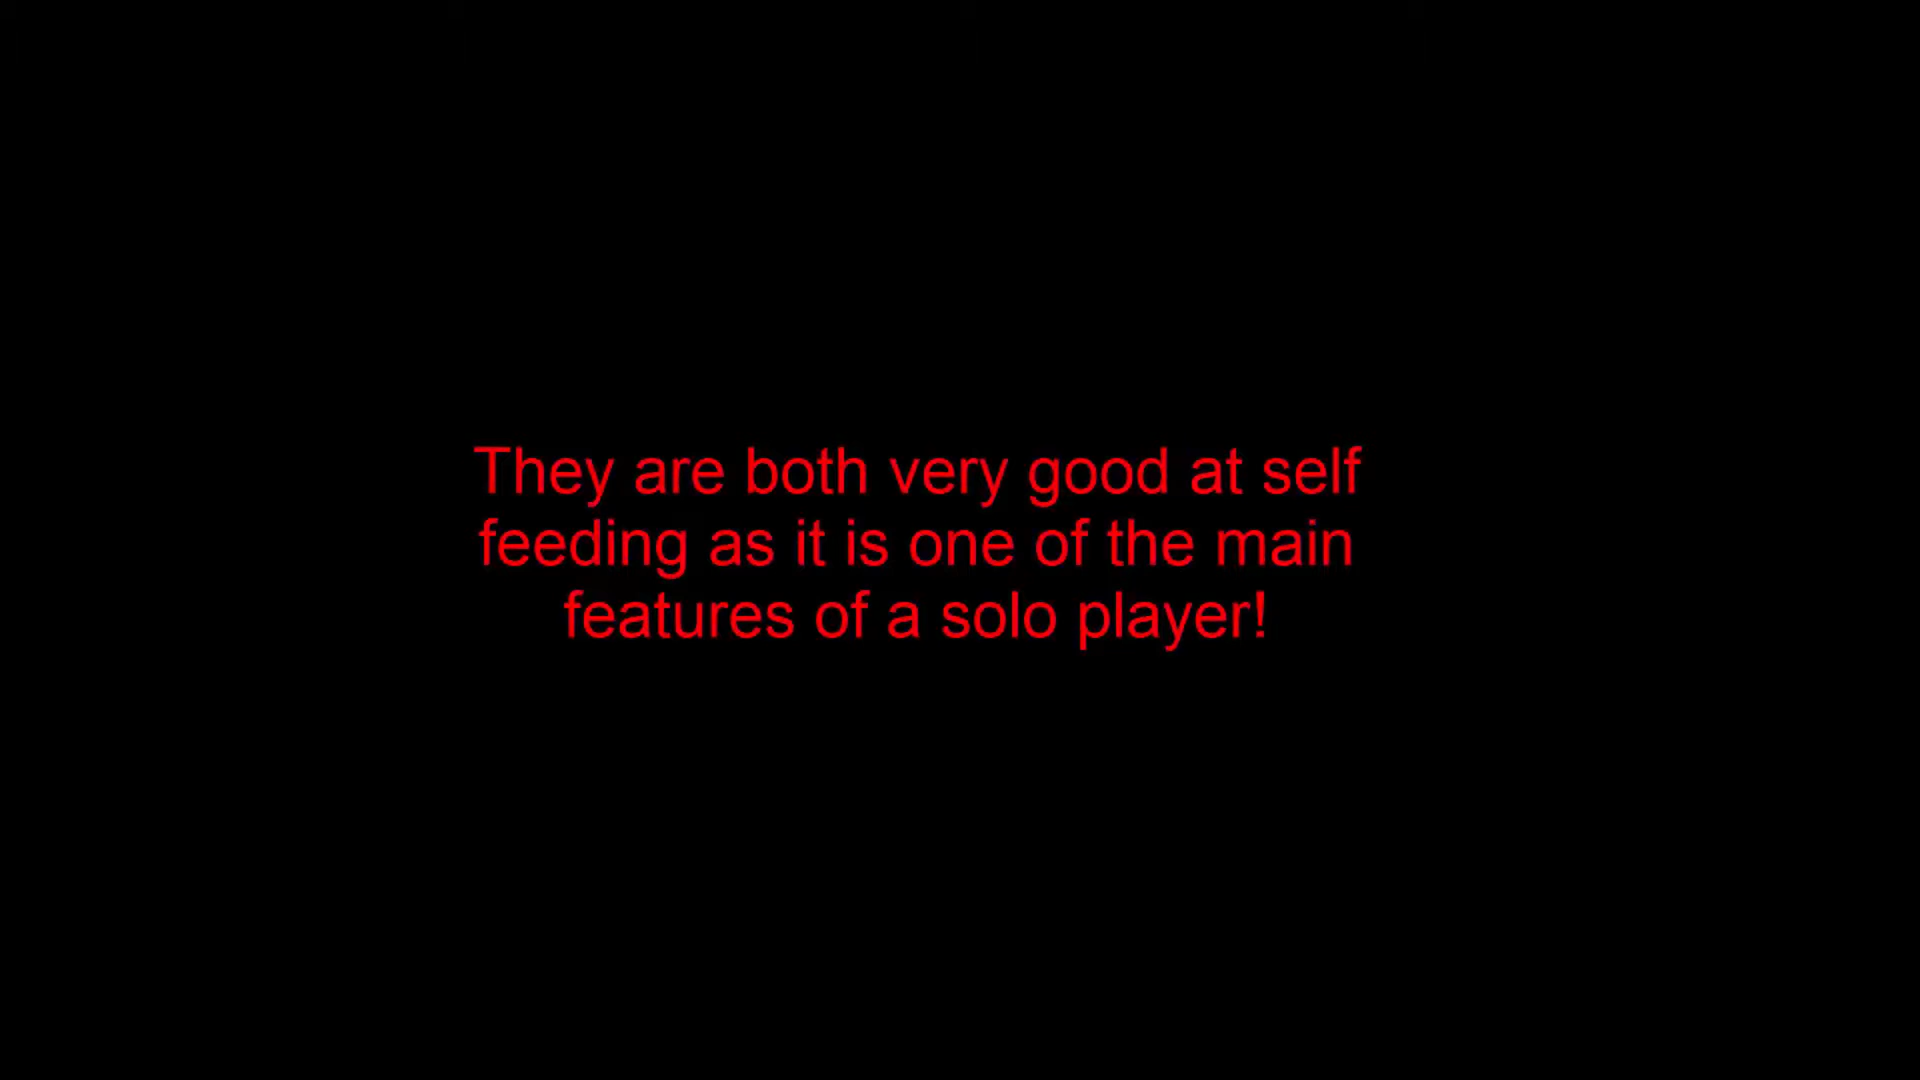 They are both very good at self
feeding as it is one of the main
features of a solo player!